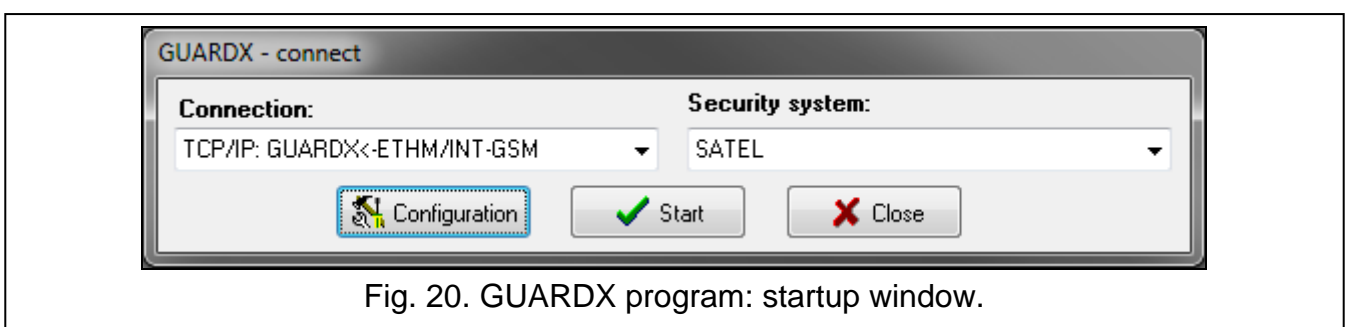 GUARDX - connect
Connection: Security system:
TCP/IP: GUARDX<-ETHM/INT-GSM SATEL
Configuration Start Close
Fig. 20. GUARDX program: startup window.